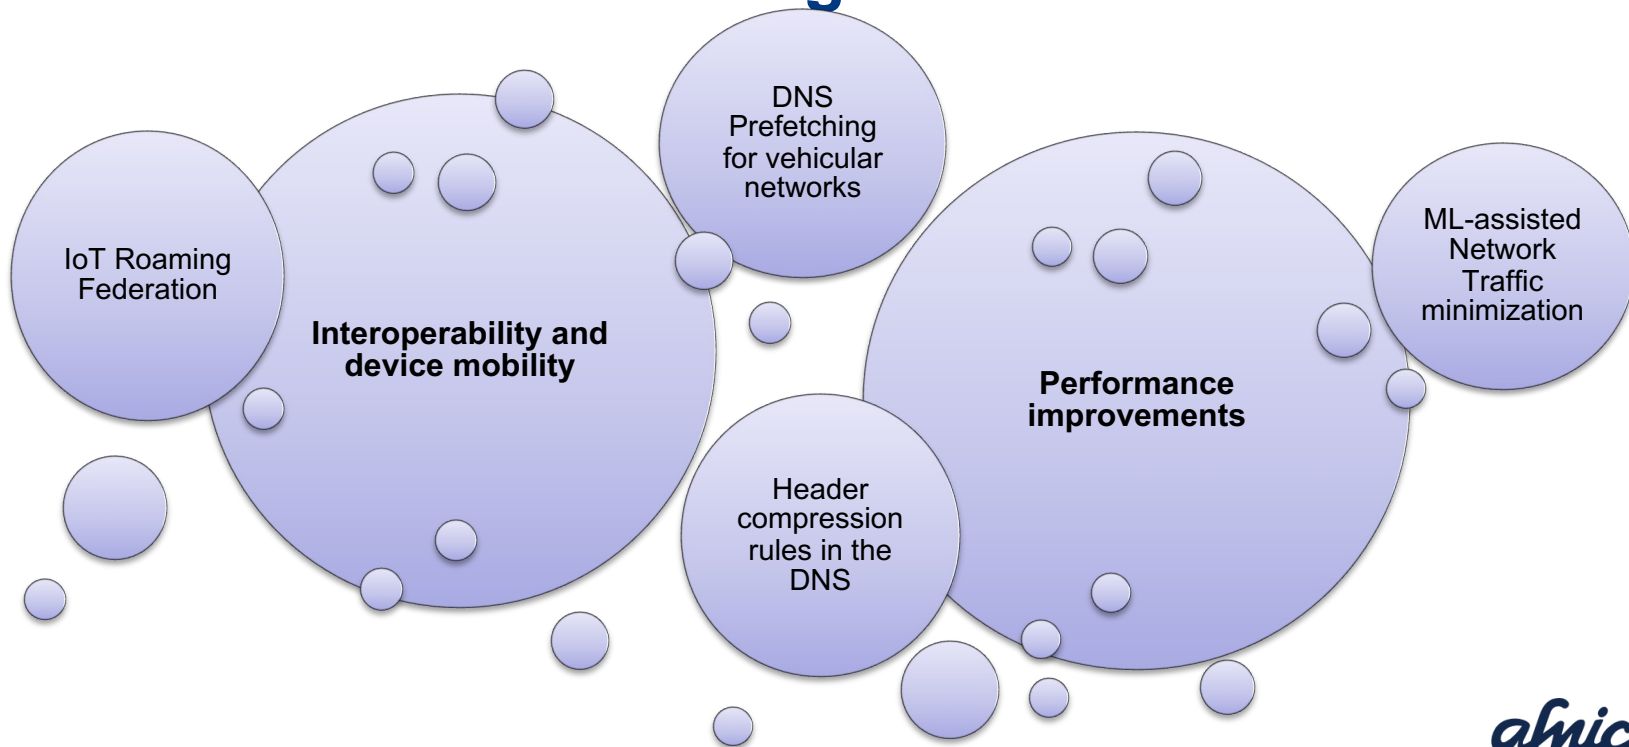 DNS
Prefetching
for vehicular
networks
IoT Roaming
Federation
Interoperability and
device mobility
ML-assisted
Network
Traffic
minimization
Performance
improvements
Header
compression
rules in the
DNS
afnic